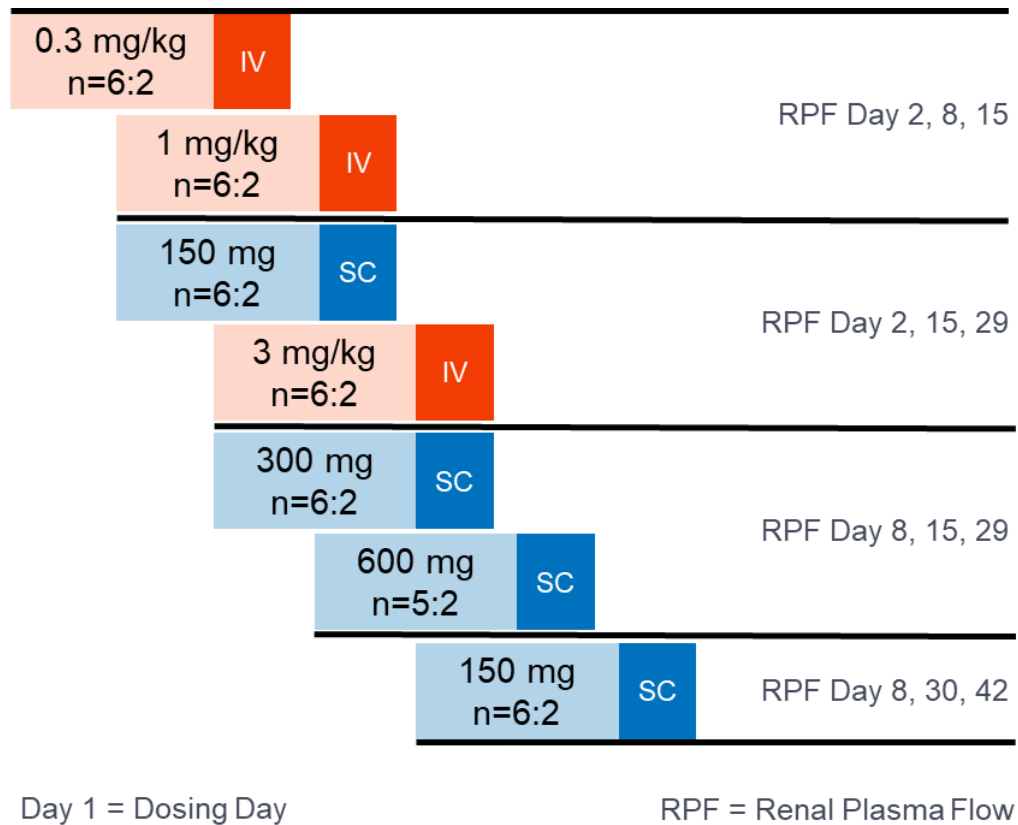 0.3 mg/kg
n=6:2
IV
RPF Day 2, 8, 15
1 mg/kg
n=6:2
IV
150 mg
n=6:2
SC
RPF Day 2, 15, 29
3 mg/kg
n=6:2
IV
300 mg
n=6:2
SC
RPF Day 8, 15, 29
600 mg
n=5:2
SC
150 mg
n=6:2
SC
RPF Day 8, 30, 42
Day 1 = Dosing Day
RPF = Renal Plasma Flow